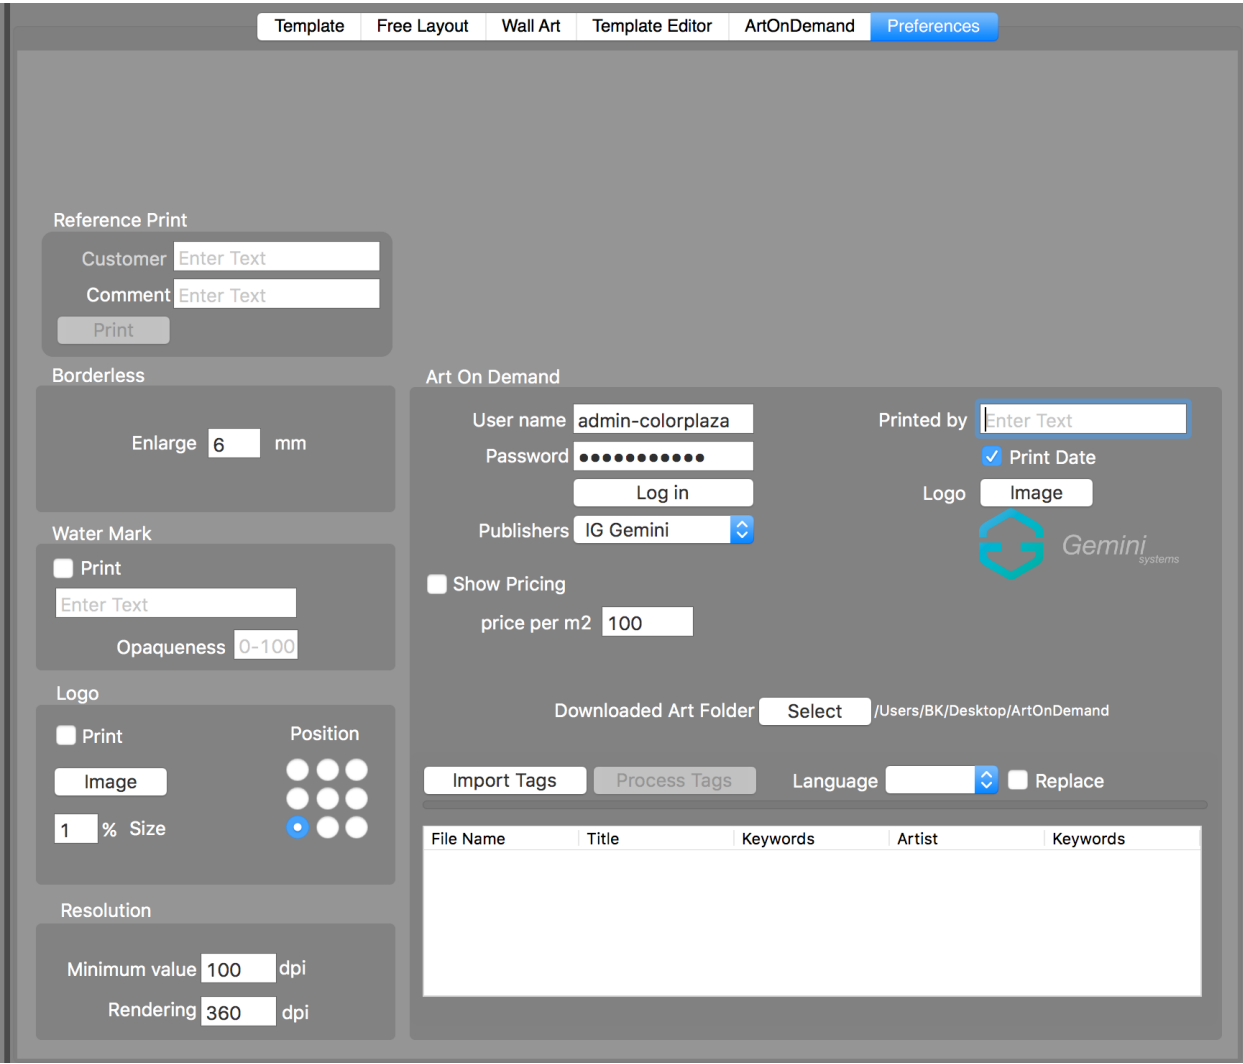 Template Free Layout Wall Art Template Editor ArtOnDemand Preferences
Reference Print
Customer Enter Text
Comment Enter Text
Print
Borderless
Enlarge 6 mm
Water Mark
Print
Enter Text
Opaqueness 0-100
Logo
Print Position
Image
1 % Size
Resolution
Minimum value 100 dpi
Rendering 360 dpi
Art On Demand
User name admin-colorplaza Printed by Enter Text
Password ●●●●●●●●●●● Print Date
Log in Logo Image
Publishers IG Gemini Gemini
systems
Show Pricing
price per m2 100
Downloaded Art Folder Select /Users/BK/Desktop/ArtOnDemand
Import Tags Process Tags Language Replace
File Name Title Keywords Artist Keywords